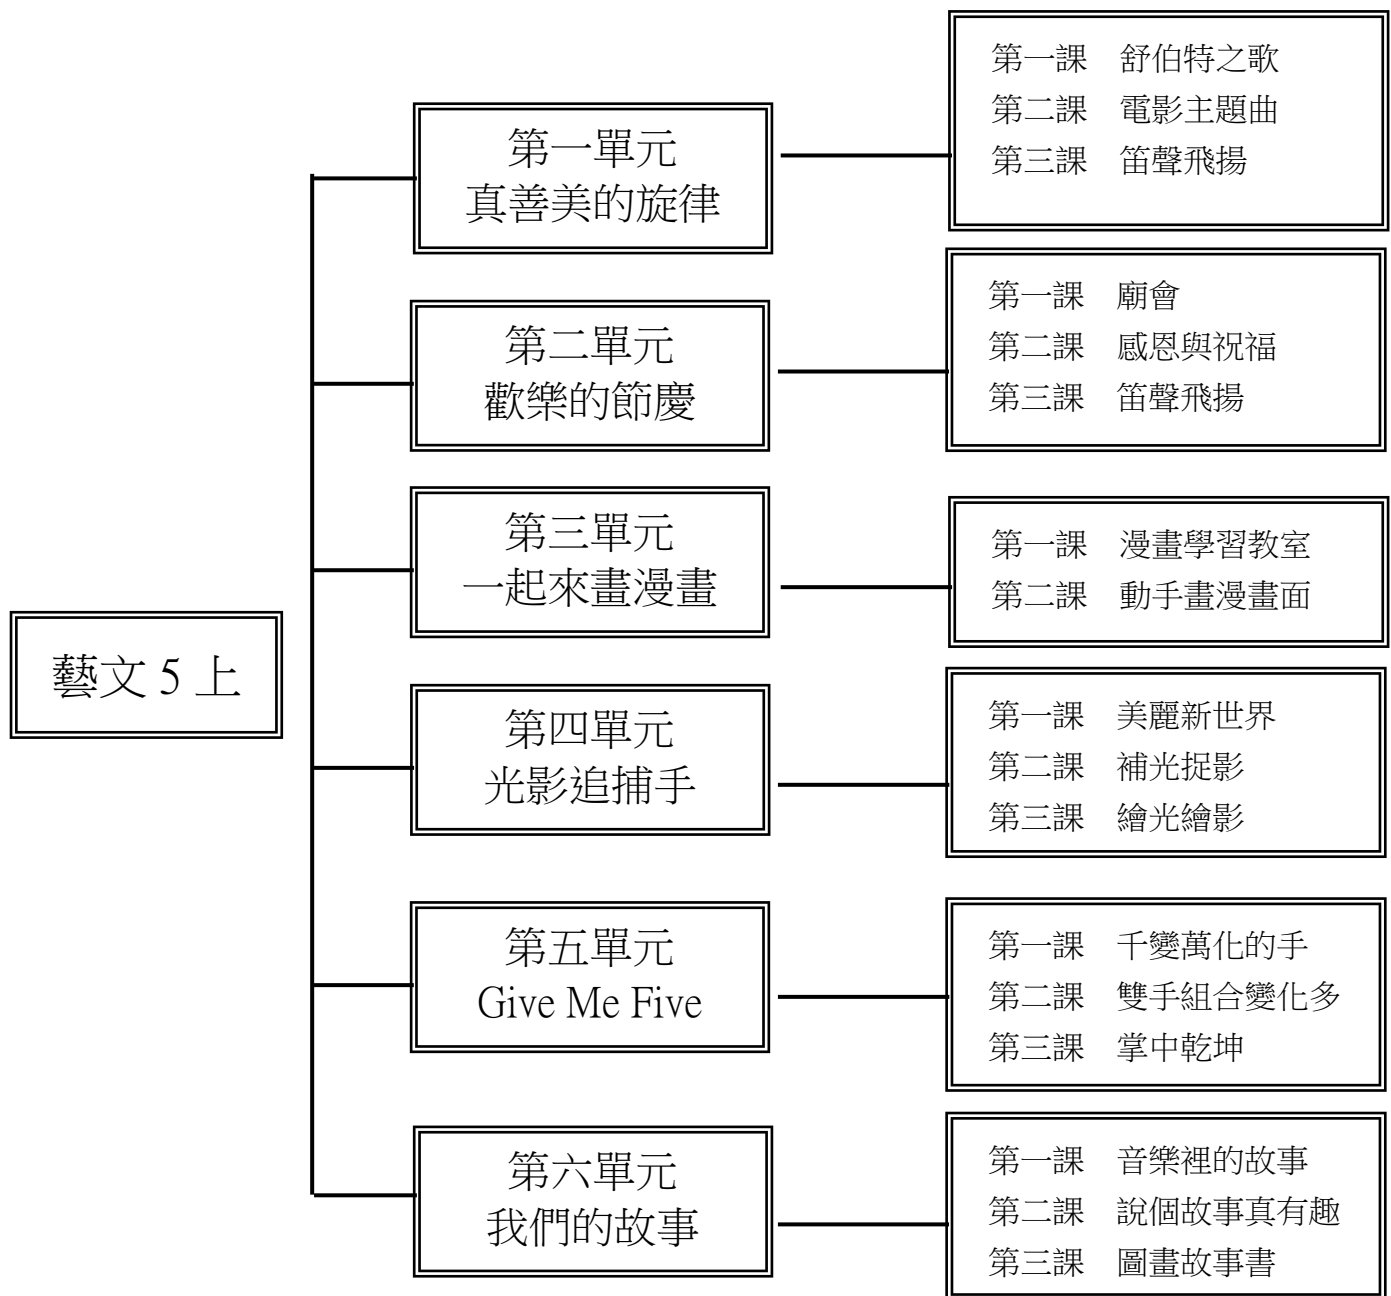 藝文 5 上
第一單元
真善美的旋律
第一課　舒伯特之歌
第二課　電影主題曲
第三課　笛聲飛揚
第二單元
歡樂的節慶
第一課　廟會
第二課　感恩與祝福
第三課　笛聲飛揚
第三單元
一起來畫漫畫
第一課　漫畫學習教室
第二課　動手畫漫畫面
第四單元
光影追捕手
第一課　美麗新世界
第二課　補光捉影
第三課　繪光繪影
第五單元
Give Me Five
第一課　千變萬化的手
第二課　雙手組合變化多
第三課　掌中乾坤
第六單元
我們的故事
第一課　音樂裡的故事
第二課　說個故事真有趣
第三課　圖畫故事書